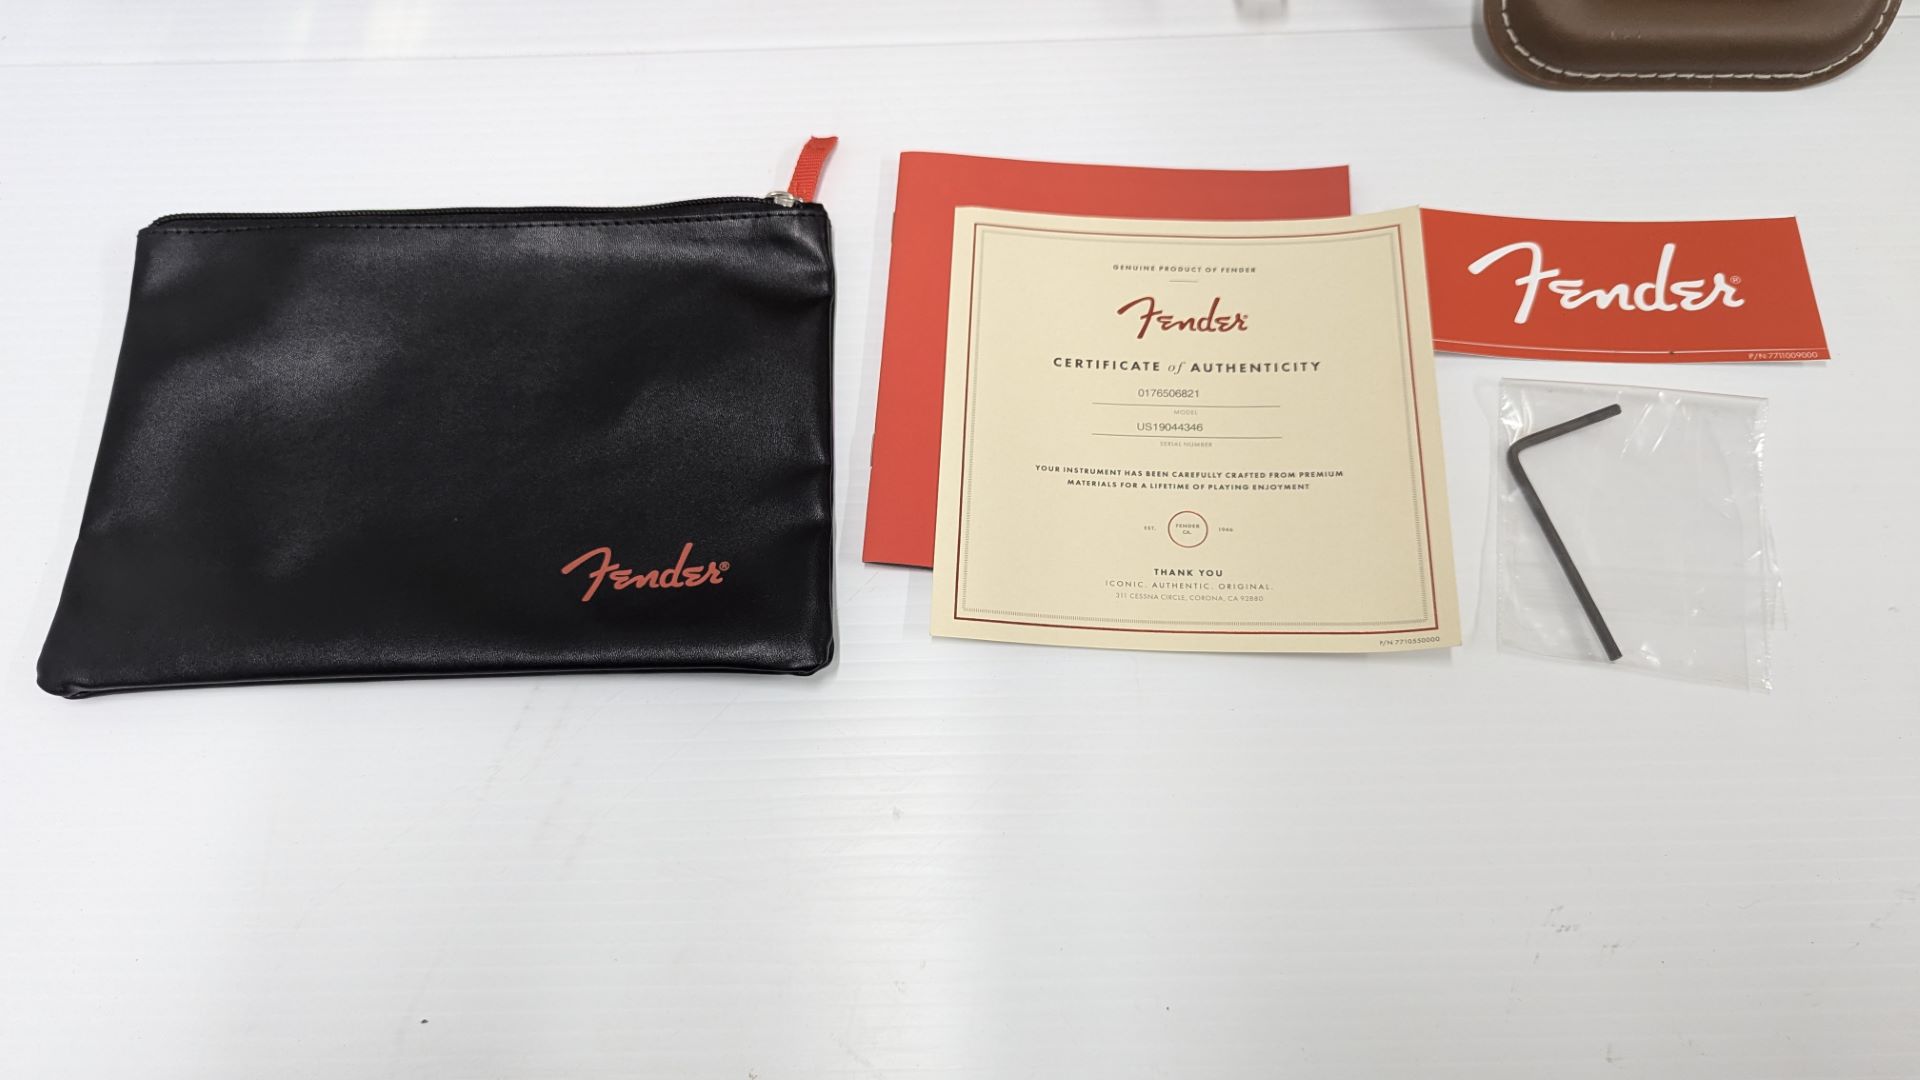 Fender®
GENUINE PRODUCT OF FENDER
Fender®
CERTIFICATE of AUTHENTICITY
0176506821
MODEL
US19044346
SERIAL NUMBER
YOUR INSTRUMENT HAS BEEN CAREFULLY CRAFTED FROM PREMIUM
MATERIALS FOR A LIFETIME OF PLAYING ENJOYMENT
EST. FENDER CA. 1946
THANK YOU
ICONIC. AUTHENTIC. ORIGINAL.
311 CESSNA CIRCLE, CORONA, CA 92880
P/N 7710550000
Fender®
P/N 7711009000